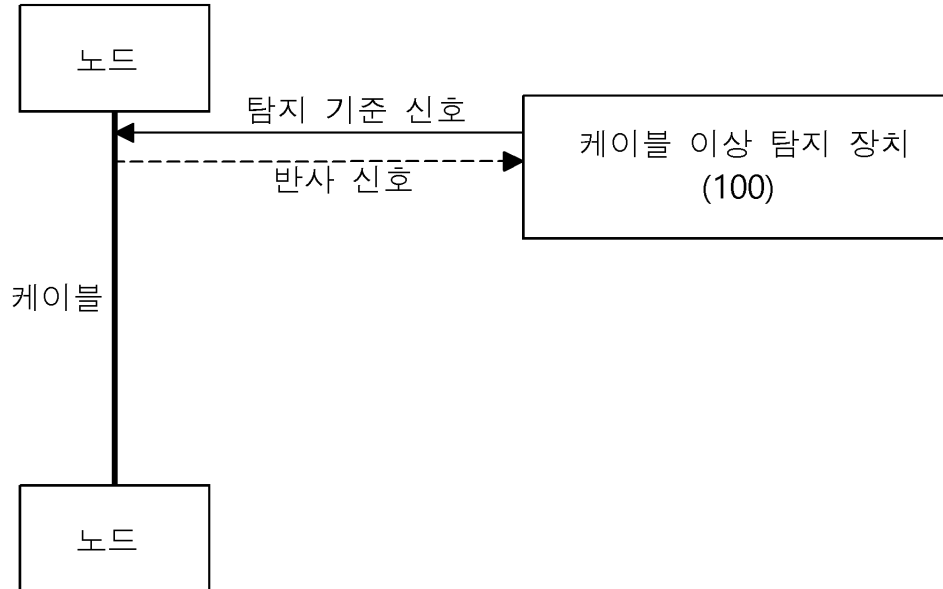 노드
탐지 기준 신호
케이블 이상 탐지 장치
(100)
반사 신호
케이블
노드